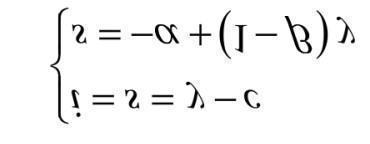 i = s = y − c
s = −α + (1 − β) y